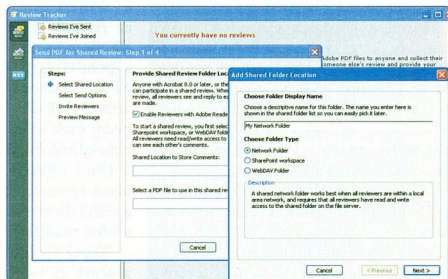 Review Tracker
Reviews I've Sent
Reviews I've Joined
You currently have no reviews
RSS
Adobe PDF files to anyone and collect their
omeone else's review and provide your
Send PDF for Shared Review: Step 1 of 4
Steps:
Select Shared Location
Select Send Options
Invite Reviewers
Preview Message
Provide Shared Review Folder Loc
Anyone with Acrobat 8.0 or later, or the
can participate in a shared review. Whe
review, all reviewers see and reply to ea
are made.
Enable Reviewers with Adobe Reade
To start a shared review, you first selec
Sharepoint workspace, or WebDAV folde
All reviewers need read/write access to
can see each other's comments.
Shared Location to Store Comments:
Select a PDF file to use in this shared rev
Cancel
Add Shared Folder Location
Choose Folder Display Name
Choose a descriptive name for this folder. The name you enter here is
shown in the shared folder list so you can easily pick it later.
My Network Folder
Choose Folder Type
Network Folder
SharePoint workspace
WebDAV Folder
Description
A shared network folder works best when all reviewers are within a local
area network, and requires that all reviewers have read and write
access to the shared folder on the file server.
Cancel
< Previous
Next >